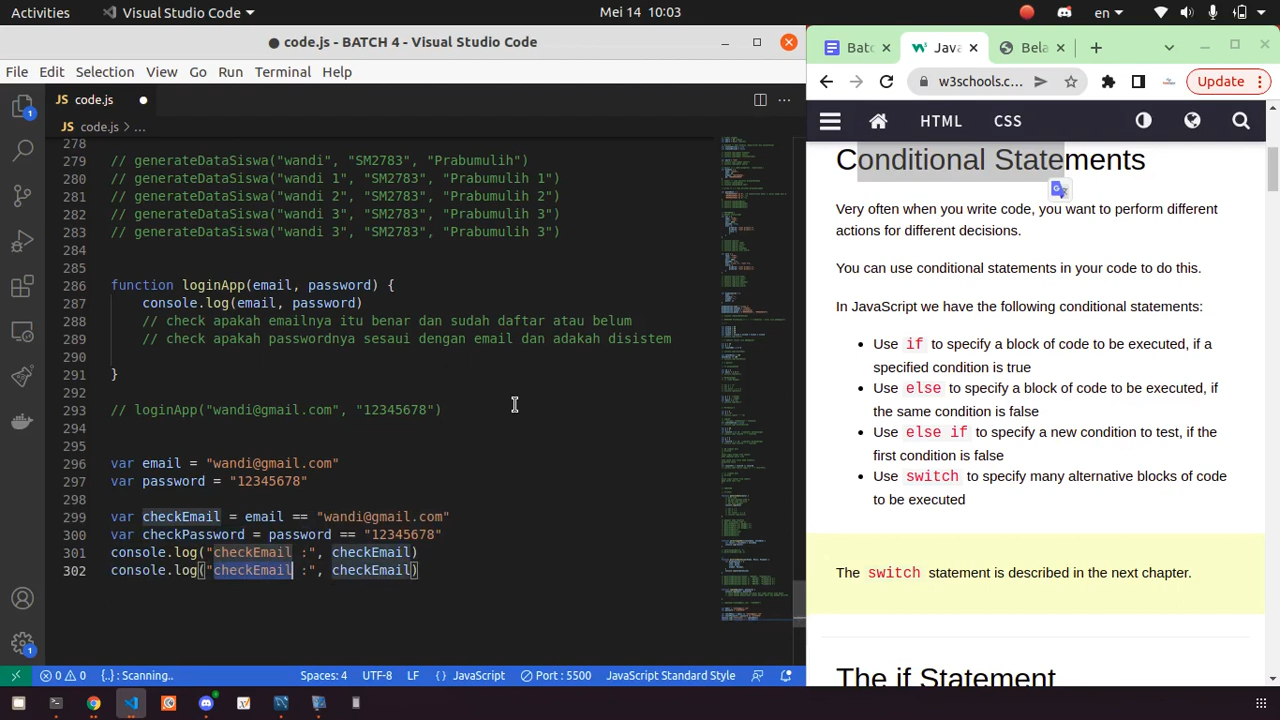 Activities
Visual Studio Code
Mei 14 10:03
en
code.js - BATCH 4 - Visual Studio Code
File Edit Selection View Go Run Terminal Help
JS code.js
JS code.js > ...
278
279 // generateDataSiswa("wandi", "SM2783", "Prabumulih")
280 // generateDataSiswa("wandi 1", "SM2783", "Prabumulih 1")
281 // generateDataSiswa("wandi 2", "SM2783", "Prabumulih 2")
282 // generateDataSiswa("wandi 3", "SM2783", "Prabumulih 3")
283 // generateDataSiswa("wandi 3", "SM2783", "Prabumulih 3")
284
285
286 function loginApp(email, password) {
287 console.log(email, password)
288 // check apakah emailnya itu benar dan sudah daftar atau belum
289 // check apakah passwornya sesaui dengan email dan adakah disistem
290
291 }
292
293 // loginApp("wandi@gmail.com", "12345678")
294
295
296 var email = "wandi@gmail.com"
297 var password = "12345678"
298
299 var checkEmail = email == "wandi@gmail.com"
300 var checkPassword = password == "12345678"
301 console.log("checkEmail :", checkEmail)
302 console.log("checkEmail :", checkEmail)
1
1
0 0 {..} : Scanning.. Spaces: 4 UTF-8 LF {} JavaScript Port : 5500 JavaScript Standard Style
Batc
Java
Bela
w3schools.c...
Update
HTML CSS
Conditional Statements
Very often when you write code, you want to perform different
actions for different decisions.
You can use conditional statements in your code to do this.
In JavaScript we have the following conditional statements:
• Use if to specify a block of code to be executed, if a
specified condition is true
• Use else to specify a block of code to be executed, if
the same condition is false
• Use else if to specify a new condition to test, if the
first condition is false
• Use switch to specify many alternative blocks of code
to be executed
The switch statement is described in the next chapter.
The if Statement